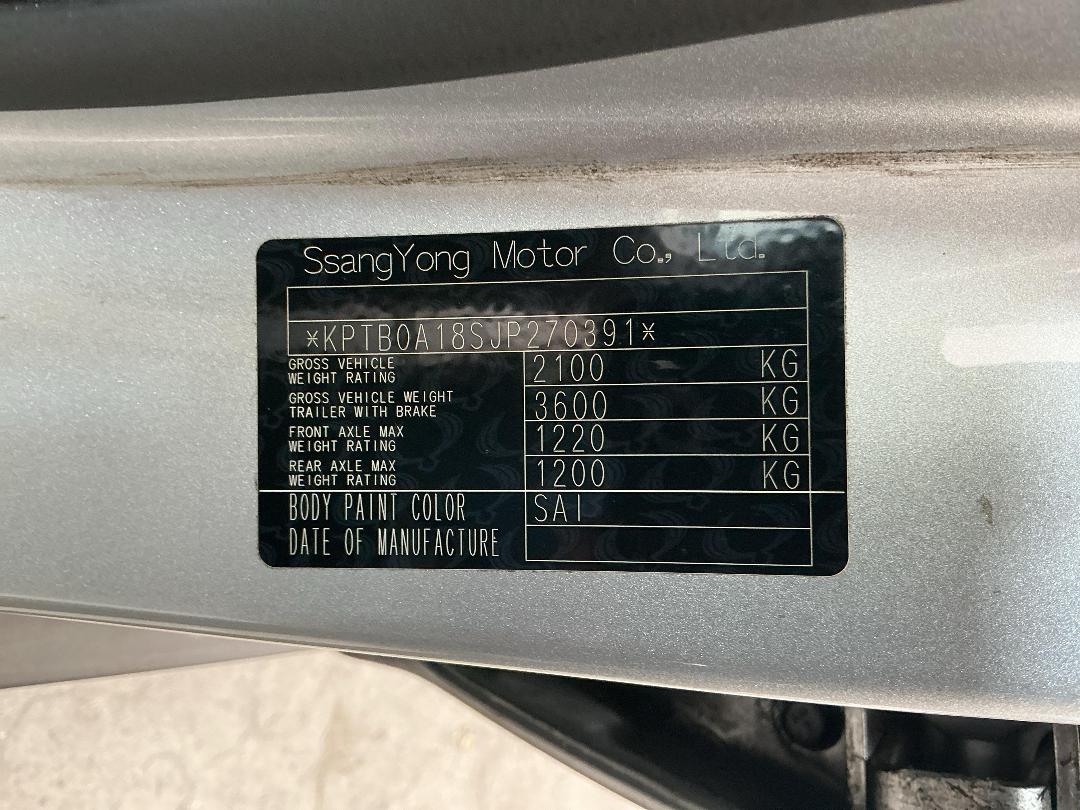 SsangYong Motor Co., Ltd.
*KPTB0A18SJP270391*
GROSS VEHICLE
WEIGHT RATING 2100 KG
GROSS VEHICLE WEIGHT
TRAILER WITH BRAKE 3600 KG
FRONT AXLE MAX
WEIGHT RATING 1220 KG
REAR AXLE MAX
WEIGHT RATING 1200 KG
BODY PAINT COLOR SAI
DATE OF MANUFACTURE